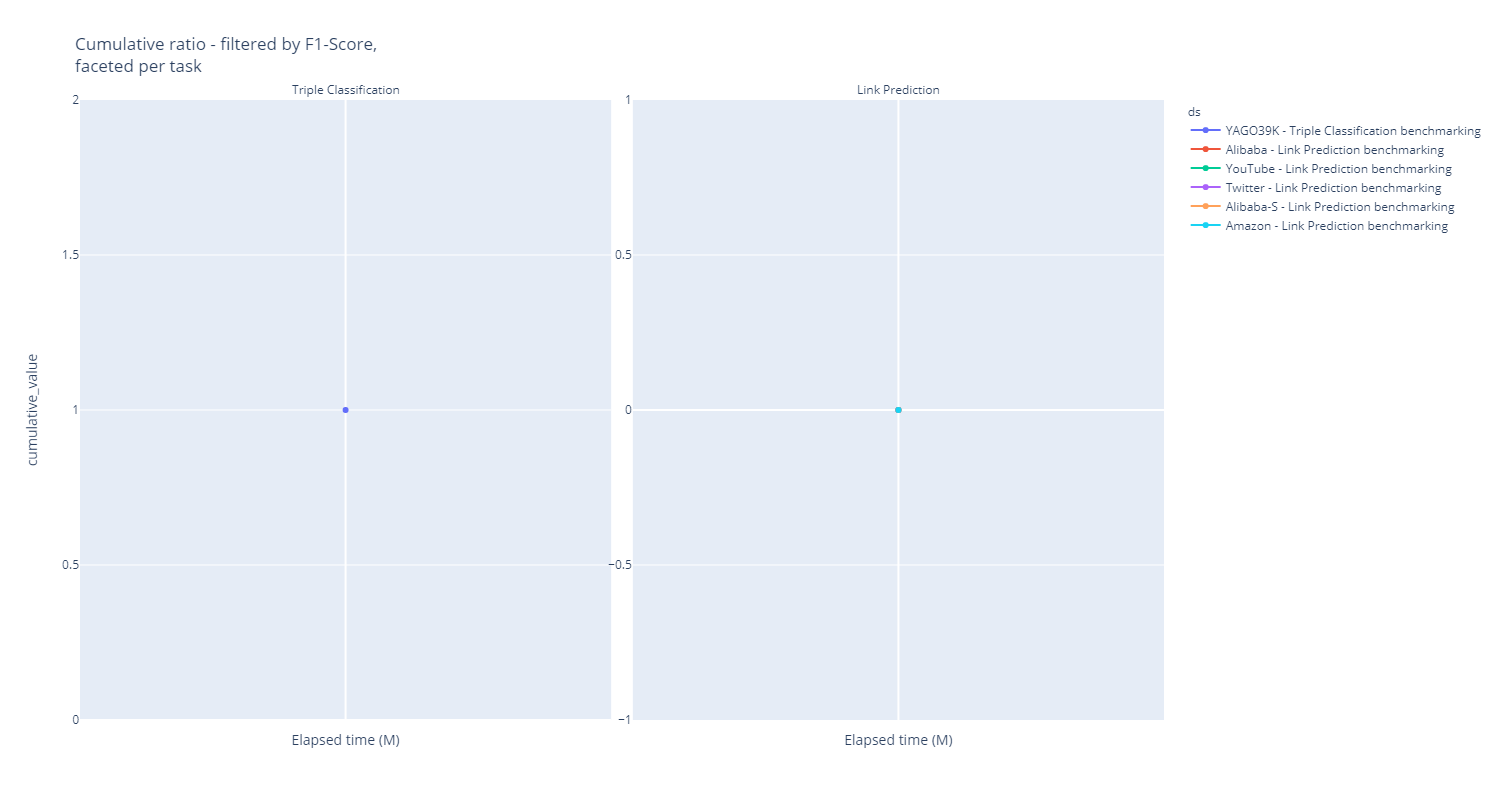 Cumulative ratio - filtered by F1-Score,
faceted per task
Triple Classification
Link Prediction
2
1.5
1
0.5
0
cumulative_value
Elapsed time (M)
1
0.5
0
−0.5
−1
Elapsed time (M)
ds
YAGO39K - Triple Classification benchmarking
Alibaba - Link Prediction benchmarking
YouTube - Link Prediction benchmarking
Twitter - Link Prediction benchmarking
Alibaba-S - Link Prediction benchmarking
Amazon - Link Prediction benchmarking